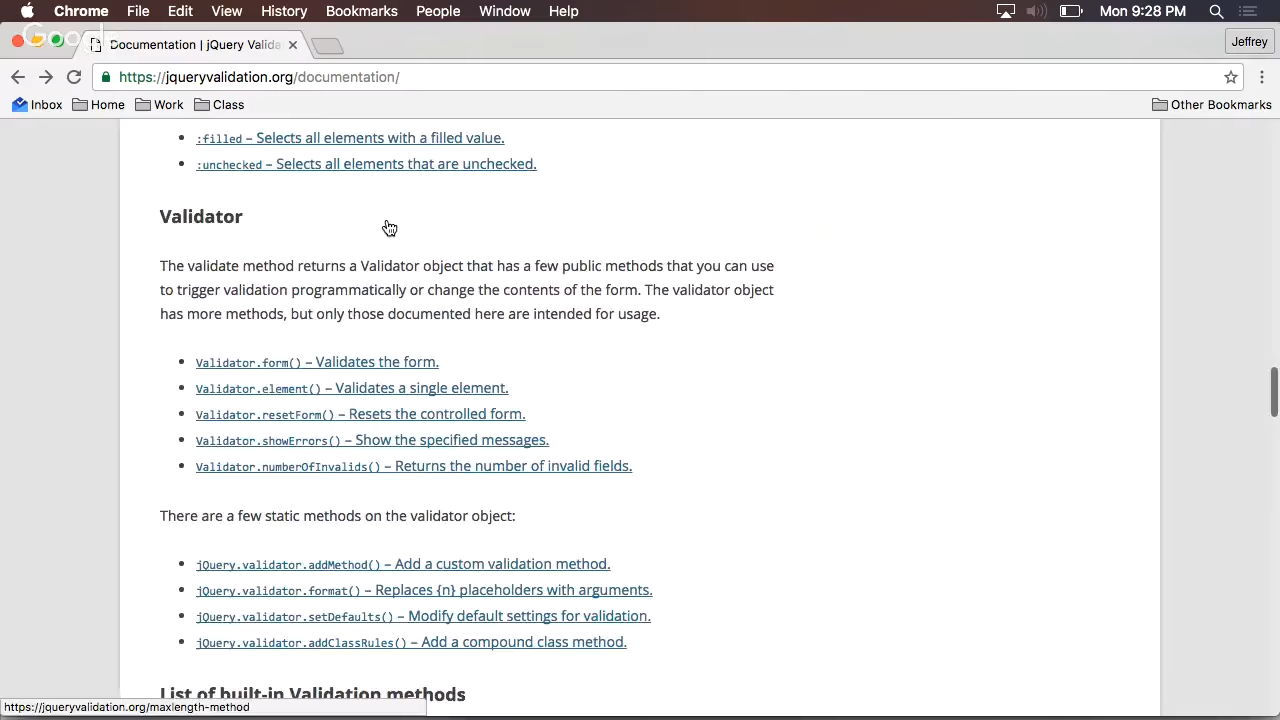 Chrome File Edit View History Bookmarks People Window Help Mon 9:28 PM
Google
Documentation | jQuery Valida
Jeffrey
https://jqueryvalidation.org/documentation/
Inbox Home Work Class Other Bookmarks
:filled – Selects all elements with a filled value.
:unchecked – Selects all elements that are unchecked.
Validator
The validate method returns a Validator object that has a few public methods that you can use
to trigger validation programmatically or change the contents of the form. The validator object
has more methods, but only those documented here are intended for usage.
Validator.form() – Validates the form.
Validator.element() – Validates a single element.
Validator.resetForm() – Resets the controlled form.
Validator.showErrors() – Show the specified messages.
Validator.numberOfInvalids() – Returns the number of invalid fields.
There are a few static methods on the validator object:
jQuery.validator.addMethod() – Add a custom validation method.
jQuery.validator.format() – Replaces {n} placeholders with arguments.
jQuery.validator.setDefaults() – Modify default settings for validation.
jQuery.validator.addClassRules() – Add a compound class method.
List of built-in Validation methods
https://jqueryvalidation.org/maxlength-method